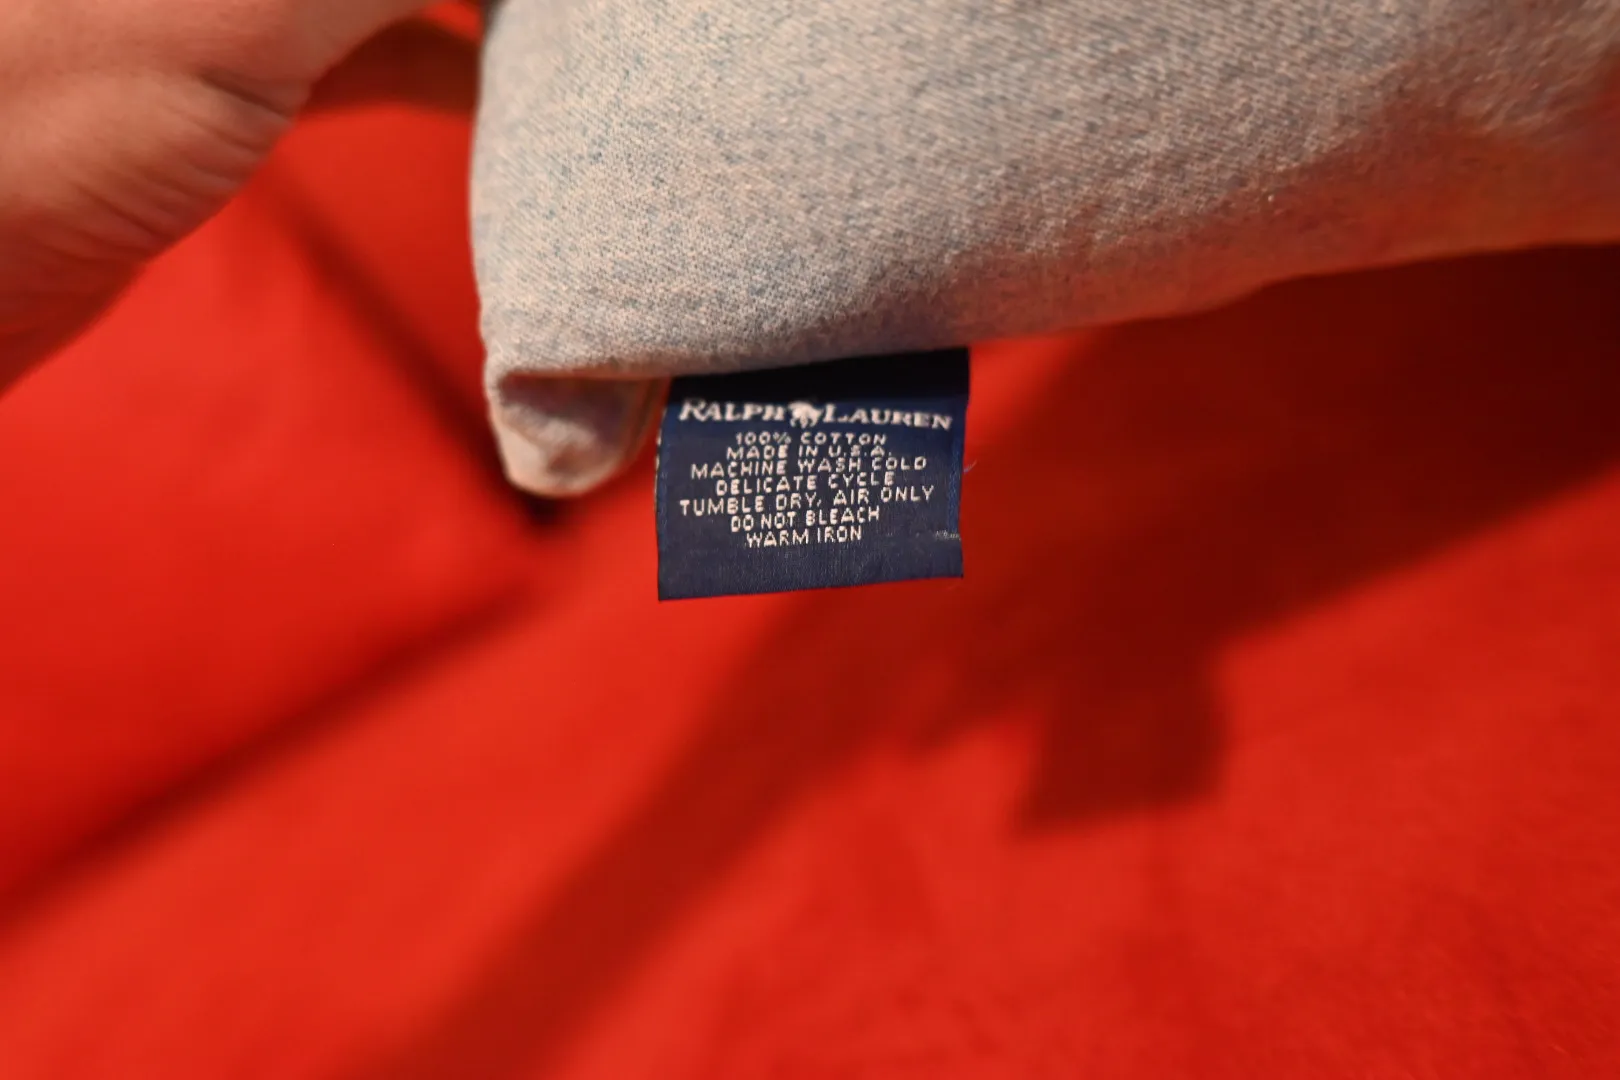 RALPH LAUREN
100% COTTON
MADE IN U.S.A.
MACHINE WASH COLD
DELICATE CYCLE
TUMBLE DRY, AIR ONLY
DO NOT BLEACH
WARM IRON